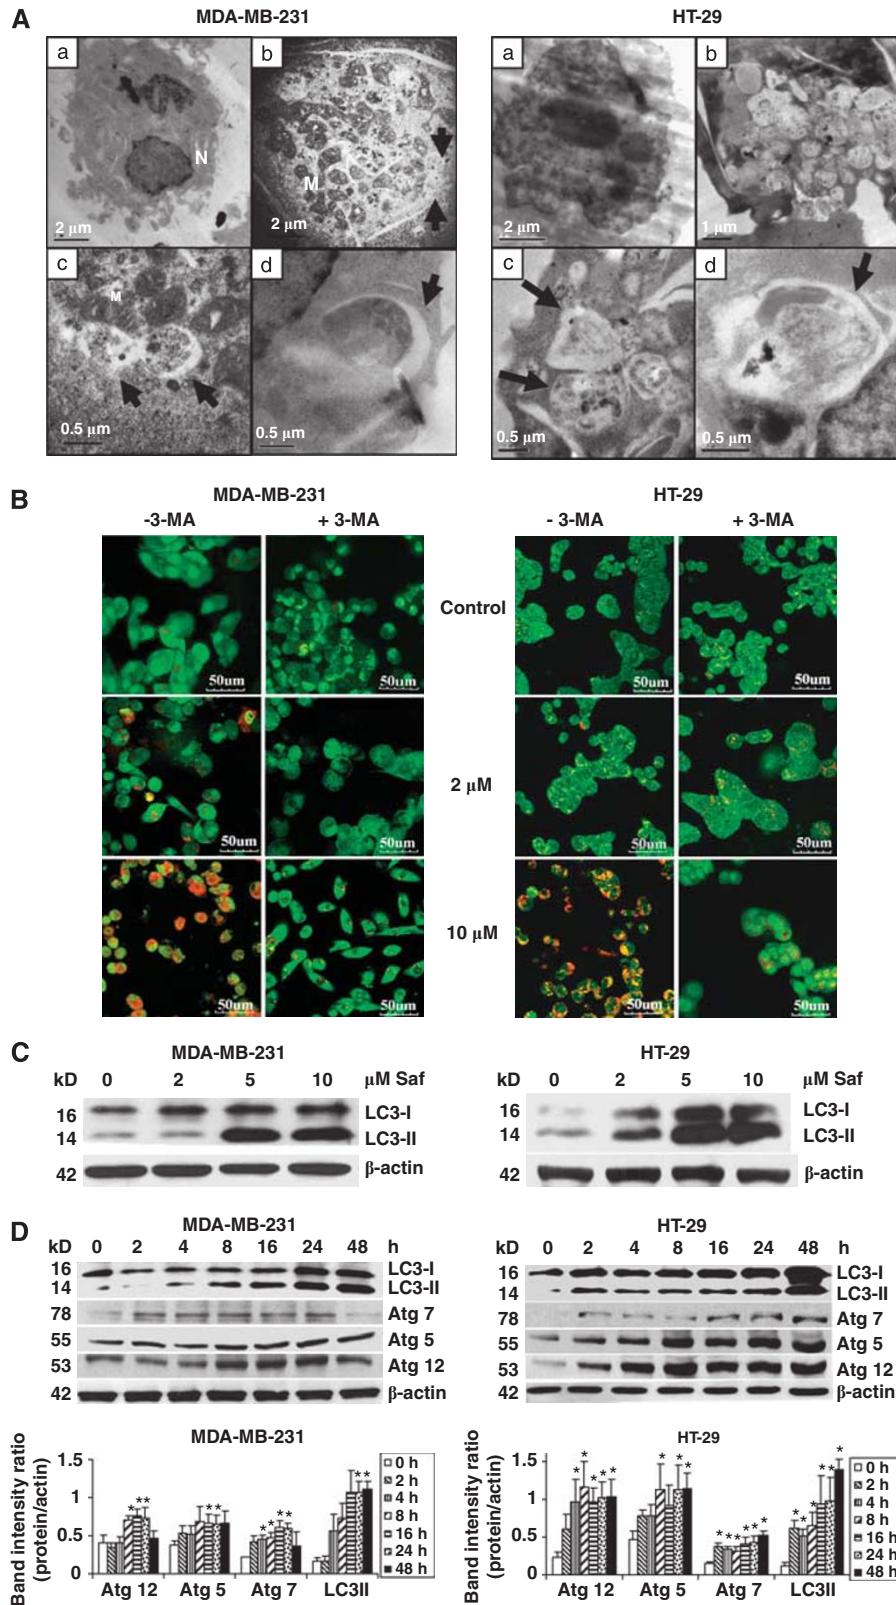 A
MDA-MB-231
HT-29
a
b
a
b
N
M
2 μm
2 μm
2 μm
1 μm
c
d
c
d
M
0.5 μm
0.5 μm
0.5 μm
0.5 μm
B
MDA-MB-231
HT-29
-3-MA
+ 3-MA
- 3-MA
+ 3-MA
Control
50um
50um
50um
50um
2 μM
50um
50um
50um
50um
10 μM
50um
50um
50um
50um
C
MDA-MB-231
kD 0 2 5 10 μM Saf
16 LC3-I
14 LC3-II
42 β-actin
HT-29
kD 0 2 5 10 μM Saf
16 LC3-I
14 LC3-II
42 β-actin
D
MDA-MB-231
kD 0 2 4 8 16 24 48 h
16 LC3-I
14 LC3-II
78 Atg 7
55 Atg 5
53 Atg 12
42 β-actin
HT-29
kD 0 2 4 8 16 24 48 h
16 LC3-I
14 LC3-II
78 Atg 7
55 Atg 5
53 Atg 12
42 β-actin
MDA-MB-231
Band intensity ratio
(protein/actin)
1.5
1
0.5
0
* * *
* *
* * * *
* *
Atg 12 Atg 5 Atg 7 LC3II
0 h
2 h
4 h
8 h
16 h
24 h
48 h
HT-29
Band intensity ratio
(protein/actin)
1.5
1
0.5
0
* * * * *
* * *
* * * * * *
* * * * * *
Atg 12 Atg 5 Atg 7 LC3II
0 h
2 h
4 h
8 h
16 h
24 h
48 h